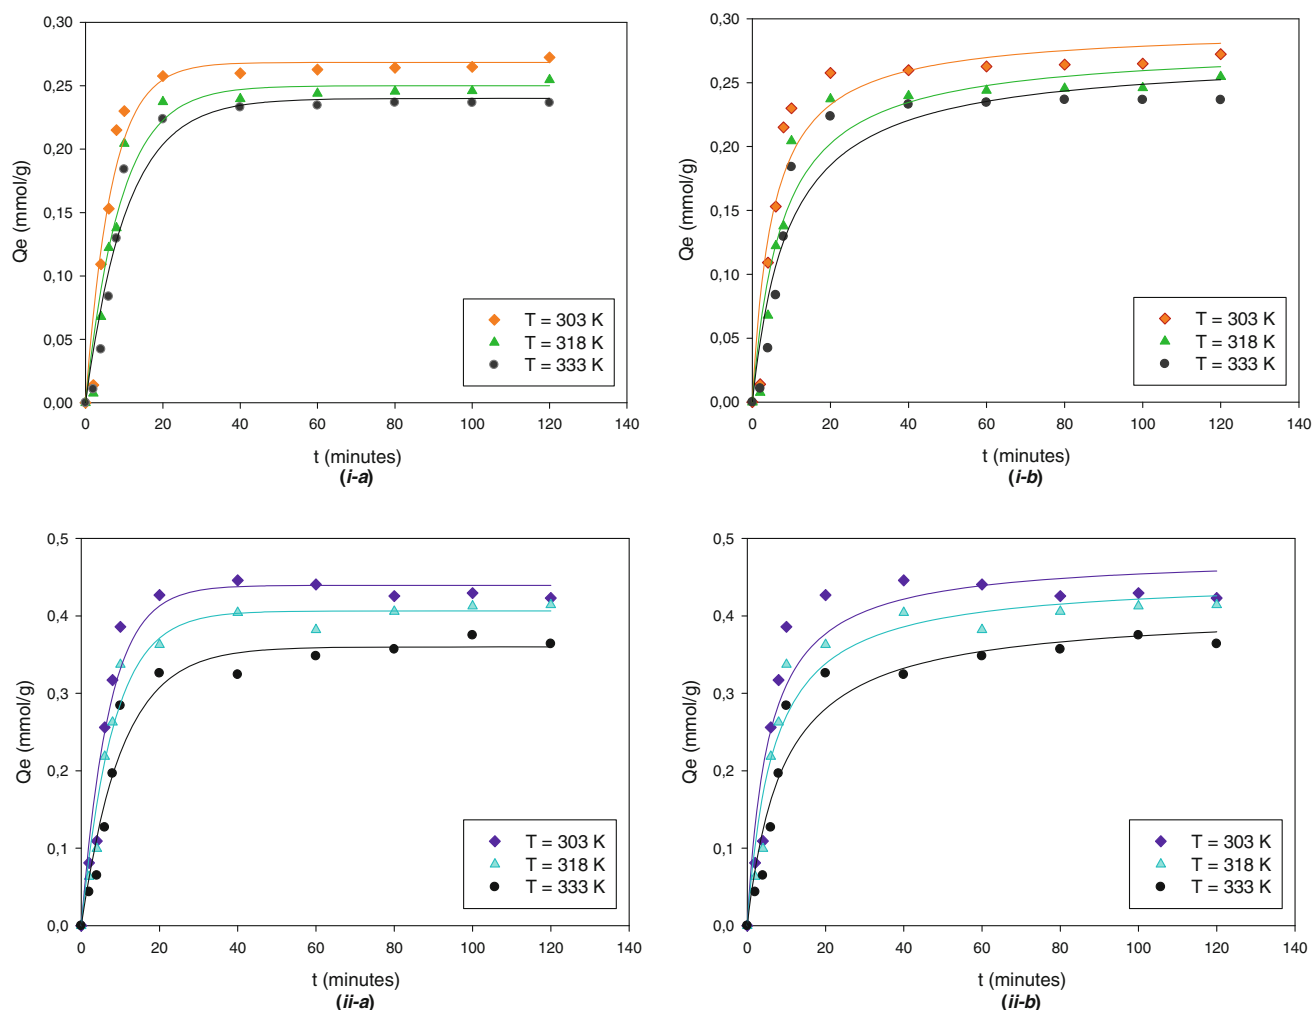 0,30
0,25
0,20
0,15
0,10
0,05
0,00
Qe (mmol/g)
T = 303 K
T = 318 K
T = 333 K
0 20 40 60 80 100 120 140
t (minutes)
(i-a)
0,30
0,25
0,20
0,15
0,10
0,05
0,00
Qe (mmol/g)
T = 303 K
T = 318 K
T = 333 K
0 20 40 60 80 100 120 140
t (minutes)
(i-b)
0,5
0,4
0,3
0,2
0,1
0,0
Qe (mmol/g)
T = 303 K
T = 318 K
T = 333 K
0 20 40 60 80 100 120 140
t (minutes)
(ii-a)
0,5
0,4
0,3
0,2
0,1
0,0
Qe (mmol/g)
T = 303 K
T = 318 K
T = 333 K
0 20 40 60 80 100 120 140
t (minutes)
(ii-b)